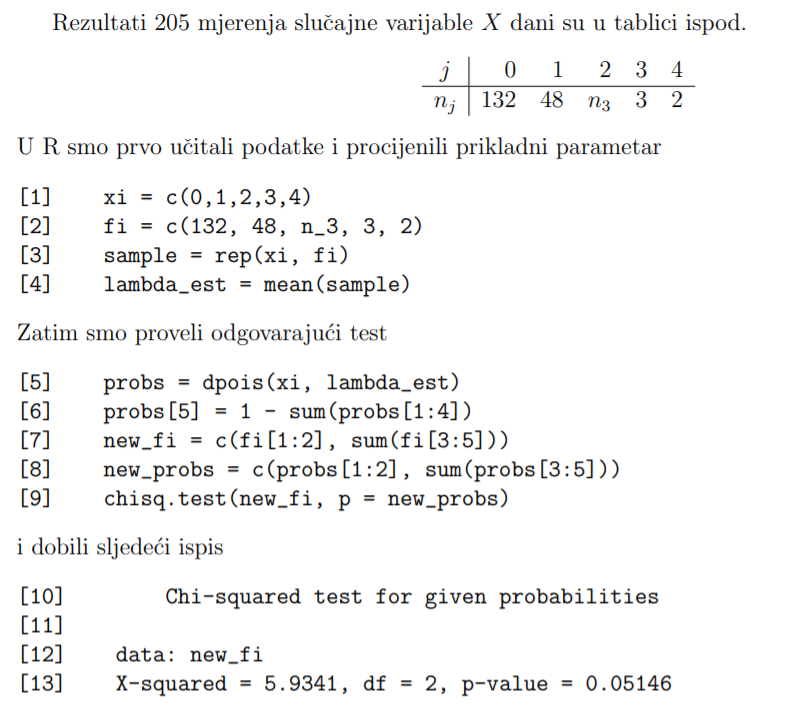 Rezultati 205 mjerenja slučajne varijable X dani su u tablici ispod.
j 0 1 2 3 4
n_j 132 48 n_3 3 2
U R smo prvo učitali podatke i procijenili prikladni parametar
[1] xi = c(0,1,2,3,4)
[2] fi = c(132, 48, n_3, 3, 2)
[3] sample = rep(xi, fi)
[4] lambda_est = mean(sample)
Zatim smo proveli odgovarajući test
[5] probs = dpois(xi, lambda_est)
[6] probs[5] = 1 - sum(probs[1:4])
[7] new_fi = c(fi[1:2], sum(fi[3:5]))
[8] new_probs = c(probs[1:2], sum(probs[3:5]))
[9] chisq.test(new_fi, p = new_probs)
i dobili sljedeći ispis
[10] Chi-squared test for given probabilities
[11]
[12] data: new_fi
[13] X-squared = 5.9341, df = 2, p-value = 0.05146